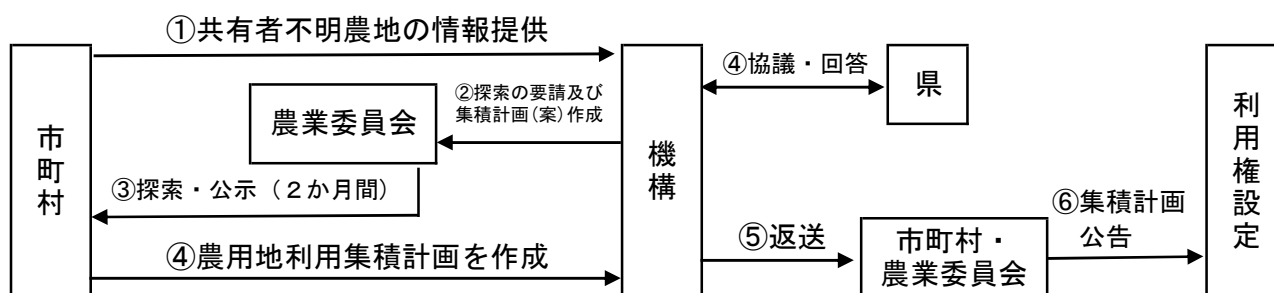 ①共有者不明農地の情報提供
市町村
農業委員会
②探索の要請及び
集積計画(案)作成
③探索・公示(2か月間)
④農用地利用集積計画を作成
機構
④協議・回答
県
⑤返送
市町村・
農業委員会
⑥集積計画
公告
利用権設定